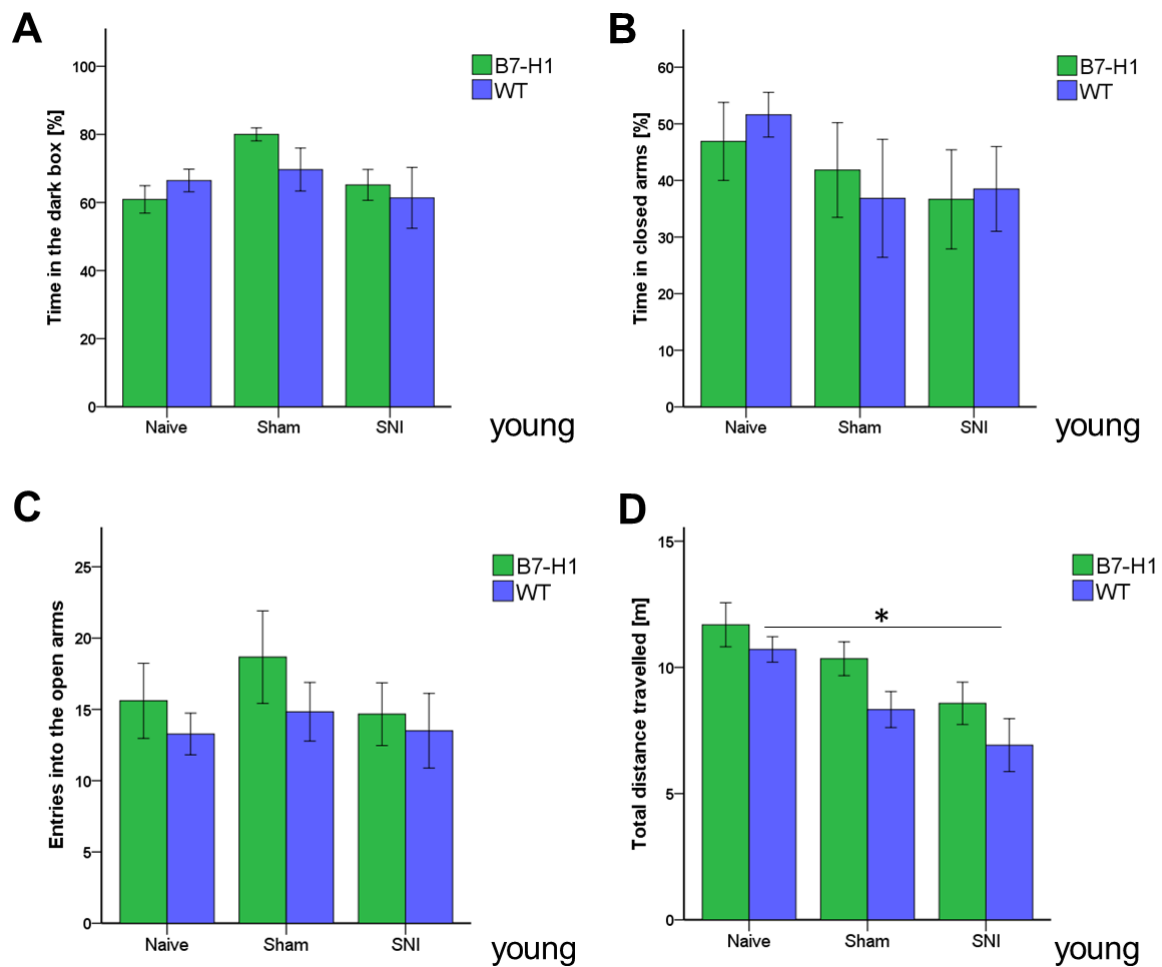 A
Time in the dark box [%]
100
80
60
40
20
0
Naive Sham SNI
B7-H1
WT
young
B
Time in closed arms [%]
60
50
40
30
20
10
0
Naive Sham SNI
B7-H1
WT
young
C
Entries into the open arms
25
20
15
10
5
0
Naive Sham SNI
B7-H1
WT
young
D
Total distance travelled [m]
15
10
5
0
*
Naive Sham SNI
B7-H1
WT
young